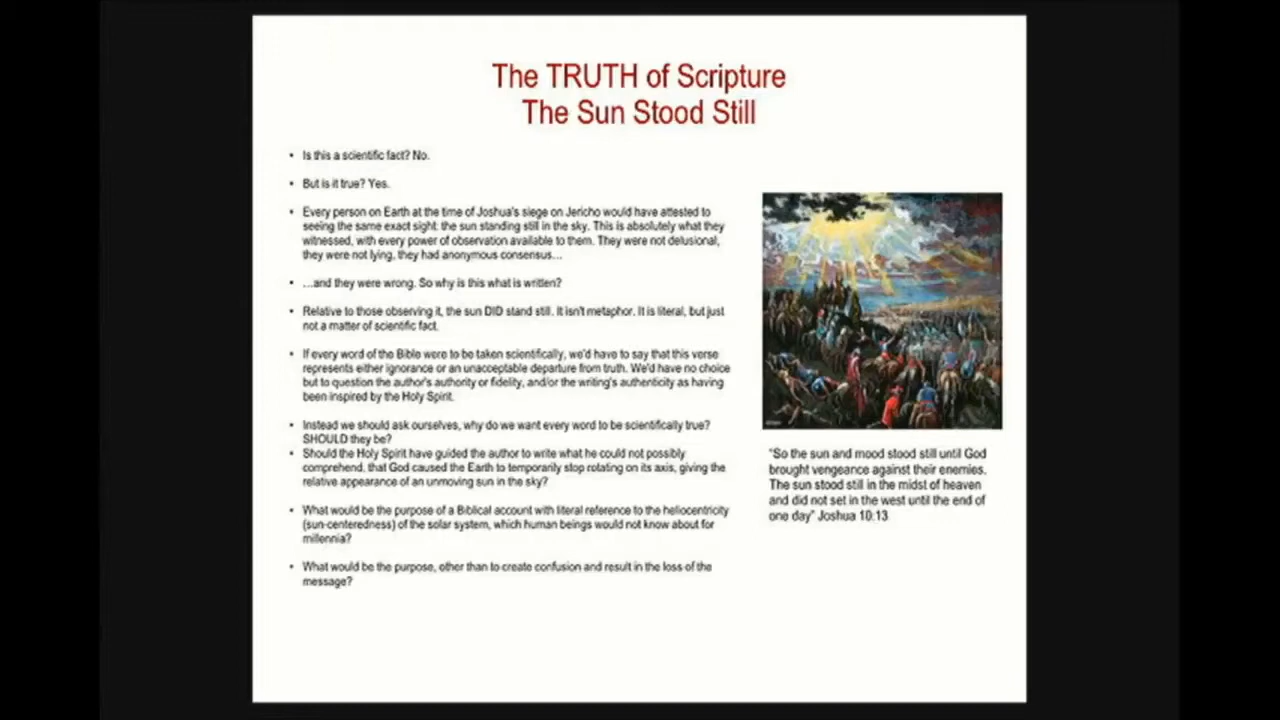 The TRUTH of Scripture
The Sun Stood Still
• Is this a scientific fact? No.
• But is it true? Yes.
• Every person on Earth at the time of Joshua's siege on Jericho would have attested to
seeing the same exact sight: the sun standing still in the sky. This is absolutely what they
witnessed, with every power of observation available to them. They were not delusional,
they were not lying, they had anonymous consensus…
• …and they were wrong. So why is this what is written?
• Relative to those observing it, the sun DID stand still. It isn't metaphor. It is literal, but just
not a matter of scientific fact.
• If every word of the Bible were to be taken scientifically, we'd have to say that this verse
represents either ignorance or an unacceptable departure from truth. We'd have no choice
but to question the author's authority or fidelity, and/or the writing's authenticity as having
been inspired by the Holy Spirit.
• Instead we should ask ourselves, why do we want every word to be scientifically true?
SHOULD they be?
• Should the Holy Spirit have guided the author to write what he could not possibly
comprehend, that God caused the Earth to temporarily stop rotating on its axis, giving the
relative appearance of an unmoving sun in the sky?
• What would be the purpose of a Biblical account with literal reference to the heliocentricity
(sun-centeredness) of the solar system, which human beings would not know about for
millennia?
• What would be the purpose, other than to create confusion and result in the loss of the
message?
"So the sun and mood stood still until God
brought vengeance against their enemies.
The sun stood still in the midst of heaven
and did not set in the west until the end of
one day" Joshua 10:13